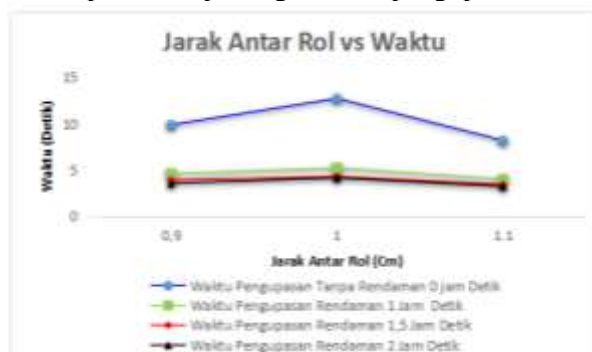 Jarak Antar Rol vs Waktu
15
10
5
0
Waktu (Detik)
0,9 1 1.1
Jarak Antar Rol (Cm)
Waktu Pengupasan Tanpa Rendaman 0 jam Detik
Waktu Pengupasan Rendaman 1 Jam Detik
Waktu Pengupasan Rendaman 1,5 Jam Detik
Waktu Pengupasan Rendaman 2 Jam Detik